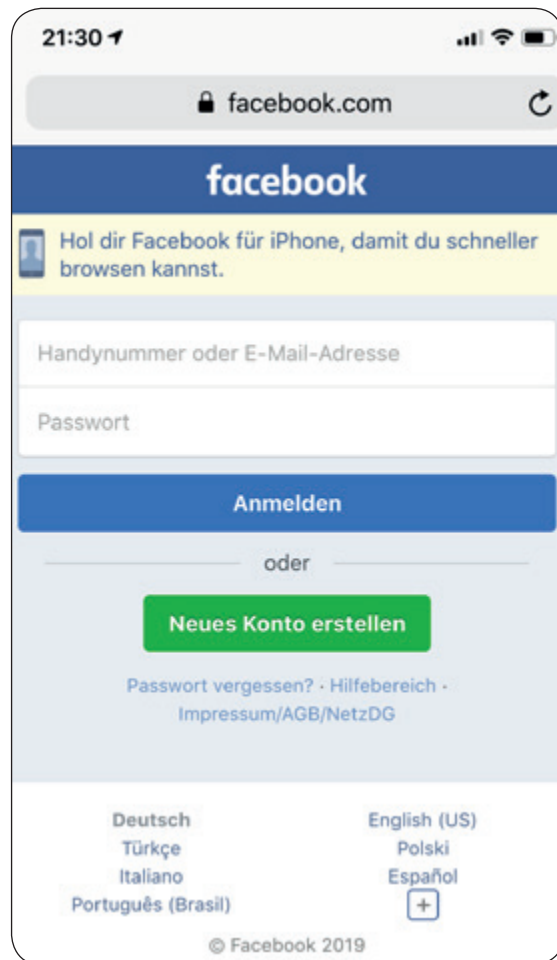 21:30
facebook.com
facebook
Hol dir Facebook für iPhone, damit du schneller
browsen kannst.
Handynummer oder E-Mail-Adresse
Passwort
Anmelden
oder
Neues Konto erstellen
Passwort vergessen? · Hilfebereich ·
Impressum/AGB/NetzDG
Deutsch English (US)
Türkçe Polski
Italiano Español
Português (Brasil) +
© Facebook 2019